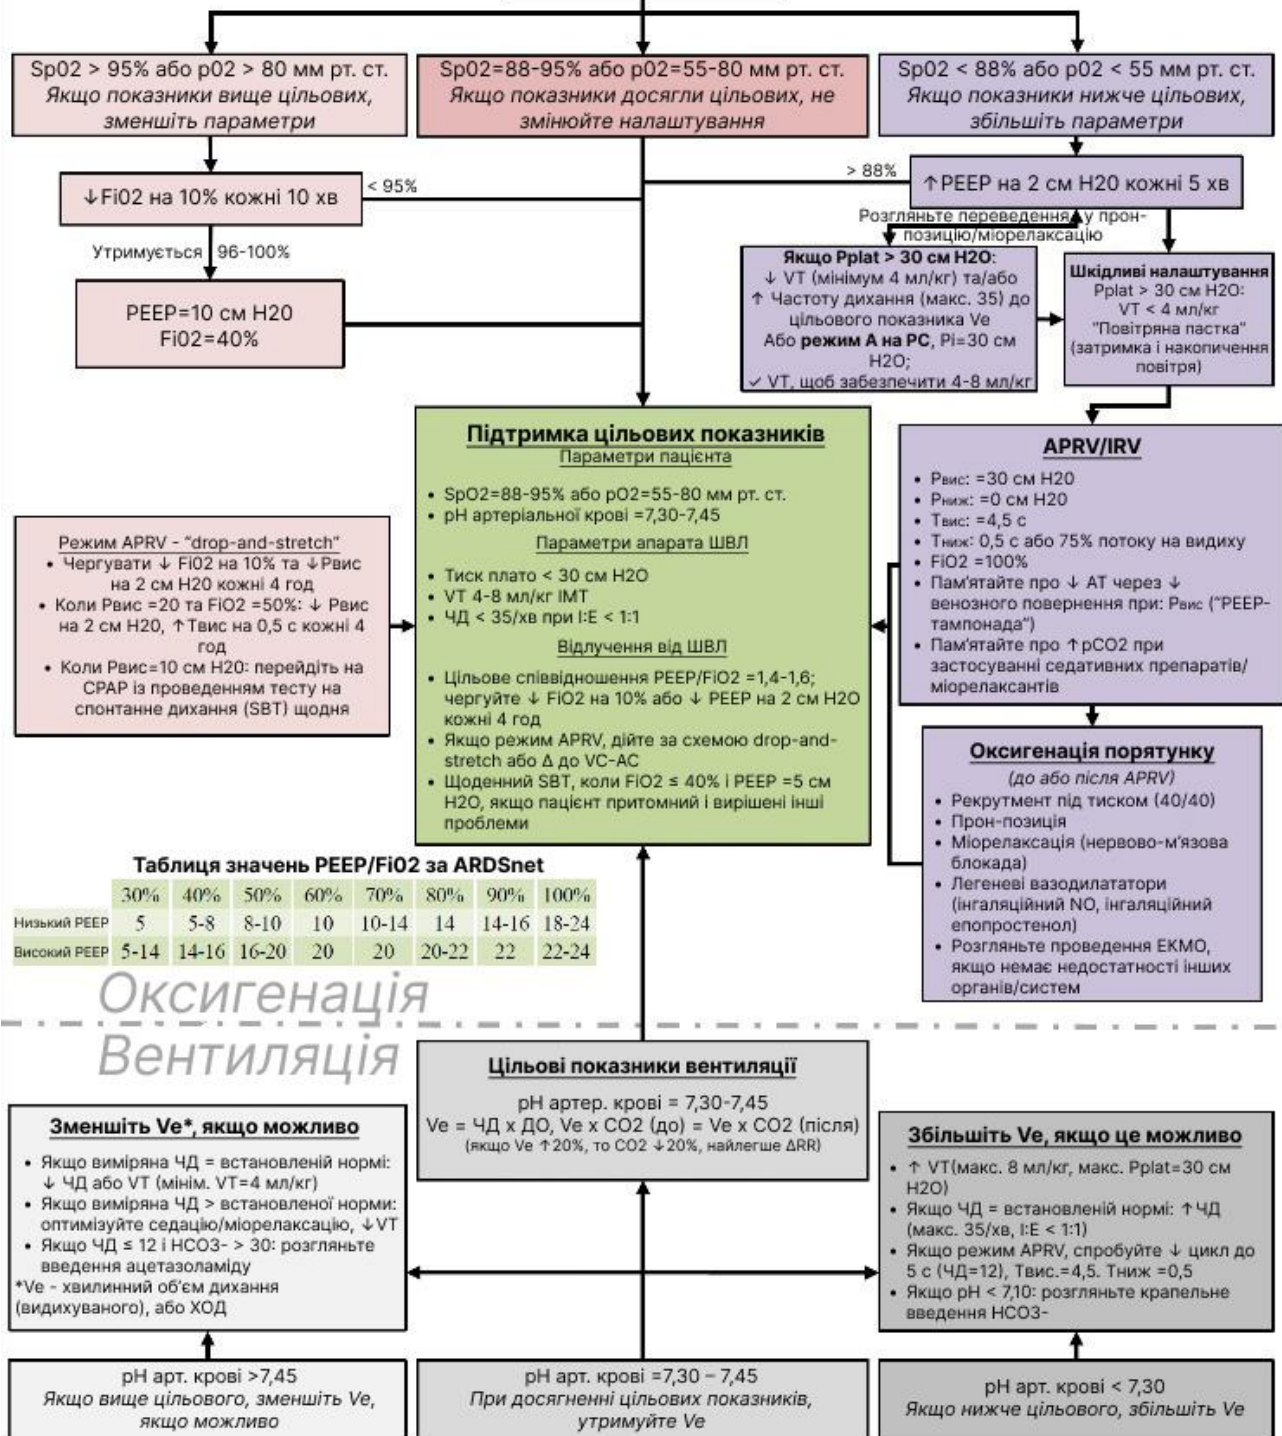 Sp02 > 95% або p02 > 80 мм рт. ст.
Якщо показники вище цільових,
зменшіть параметри
Sp02=88-95% або p02=55-80 мм рт. ст.
Якщо показники досягли цільових, не
змінюйте налаштування
Sp02 < 88% або p02 < 55 мм рт. ст.
Якщо показники нижче цільових,
збільшіть параметри
↓Fi02 на 10% кожні 10 хв
< 95%
> 88%
↑PEEP на 2 см H20 кожні 5 хв
Утримується 96-100%
PEEP=10 см H20
Fi02=40%
Розгляньте переведення у прон-
позицію/міорелаксацію
Якщо Pplat > 30 см H2O:
↓ VT (мінімум 4 мл/кг) та/або
↑ Частоту дихання (макс. 35) до
цільового показника Ve
Або режим А на PC, Pi=30 см
H2O;
✓ VT, щоб забезпечити 4-8 мл/кг
Шкідливі налаштування
Pplat > 30 см H2O:
VT < 4 мл/кг
"Повітряна пастка"
(затримка і накопичення
повітря)
Підтримка цільових показників
Параметри пацієнта
• SpO2=88-95% або pO2=55-80 мм рт. ст.
• pH артеріальної крові =7,30-7,45
Параметри апарата ШВЛ
• Тиск плато < 30 см H2O
• VT 4-8 мл/кг ІМТ
• ЧД < 35/хв при I:E < 1:1
Відлучення від ШВЛ
• Цільове співвідношення PEEP/FiO2 =1,4-1,6;
чергуйте ↓ FiO2 на 10% або ↓ PEEP на 2 см H2O
кожні 4 год
• Якщо режим APRV, дійте за схемою drop-and-
stretch або Δ до VC-AC
• Щоденний SBT, коли FiO2 ≤ 40% і PEEP =5 см
H2O, якщо пацієнт притомний і вирішені інші
проблеми
APRV/IRV
• Рвис: =30 см H20
• Рниж: =0 см H20
• Твис: =4,5 с
• Тниж: 0,5 с або 75% потоку на видиху
• FiO2 =100%
• Пам'ятайте про ↓ АТ через ↓
венозного повернення при: Рвис ("PEEP-
тампонада")
• Пам'ятайте про ↑pCO2 при
застосуванні седативних препаратів/
міорелаксантів
Режим APRV - "drop-and-stretch"
• Чергувати ↓ FiO2 на 10% та ↓Рвис
на 2 см H20 кожні 4 год
• Коли Рвис =20 та FiO2 =50%: ↓ Рвис
на 2 см H20, ↑Твис на 0,5 с кожні 4
год
• Коли Рвис=10 см H20: перейдіть на
CPAP із проведенням тесту на
спонтанне дихання (SBT) щодня
Оксигенація порятунку
(до або після APRV)
• Рекрутмент під тиском (40/40)
• Прон-позиція
• Міорелаксація (нервово-м'язова
блокада)
• Легеневі вазодилататори
(інгаляційний NO, інгаляційний
епопростенол)
• Розгляньте проведення ЕКМО,
якщо немає недостатності інших
органів/систем
Таблиця значень PEEP/Fi02 за ARDSnet
30% 40% 50% 60% 70% 80% 90% 100%
Низький PEEP 5 5-8 8-10 10 10-14 14 14-16 18-24
Високий PEEP 5-14 14-16 16-20 20 20 20-22 22 22-24
Оксигенація
Вентиляція
Цільові показники вентиляції
pH артер. крові = 7,30-7,45
Ve = ЧД x ДО, Ve x CO2 (до) = Ve x CO2 (після)
(якщо Ve ↑20%, то CO2 ↓20%, найлегше ΔRR)
Зменшіть Ve*, якщо можливо
• Якщо виміряна ЧД = встановленій нормі:
↓ ЧД або VT (мінім. VT=4 мл/кг)
• Якщо виміряна ЧД > встановленої норми:
оптимізуйте седацію/міорелаксацію, ↓VT
• Якщо ЧД ≤ 12 і HCO3- > 30: розгляньте
введення ацетазоламіду
*Ve - хвилинний об'єм дихання
(видихуваного), або ХОД
Збільшіть Ve, якщо це можливо
• ↑ VT(макс. 8 мл/кг, макс. Pplat=30 см
H2O)
• Якщо ЧД = встановленій нормі: ↑ЧД
(макс. 35/хв, I:E < 1:1)
• Якщо режим APRV, спробуйте ↓ цикл до
5 с (ЧД=12), Твис.=4,5. Тниж =0,5
• Якщо pH < 7,10: розгляньте крапельне
введення HCO3-
pH арт. крові >7,45
Якщо вище цільового, зменшіть Ve,
якщо можливо
pH арт. крові =7,30 – 7,45
При досягненні цільових показників,
утримуйте Ve
pH арт. крові < 7,30
Якщо нижче цільового, збільшіть Ve